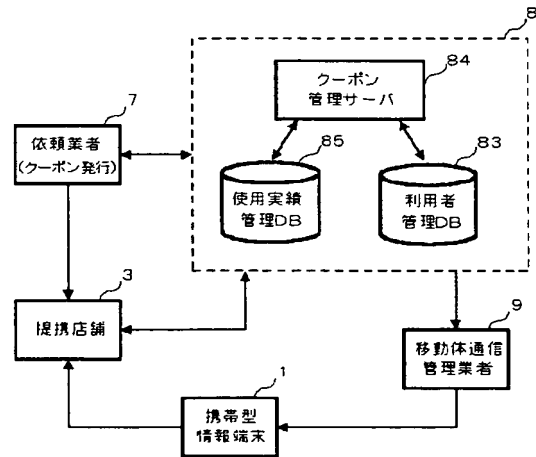 8
84
クーポン
管理サーバ
7
依頼業者
(クーポン発行)
85
使用実績
管理DB
83
利用者
管理DB
3
提携店舗
9
移動体通信
管理業者
1
携帯型
情報端末